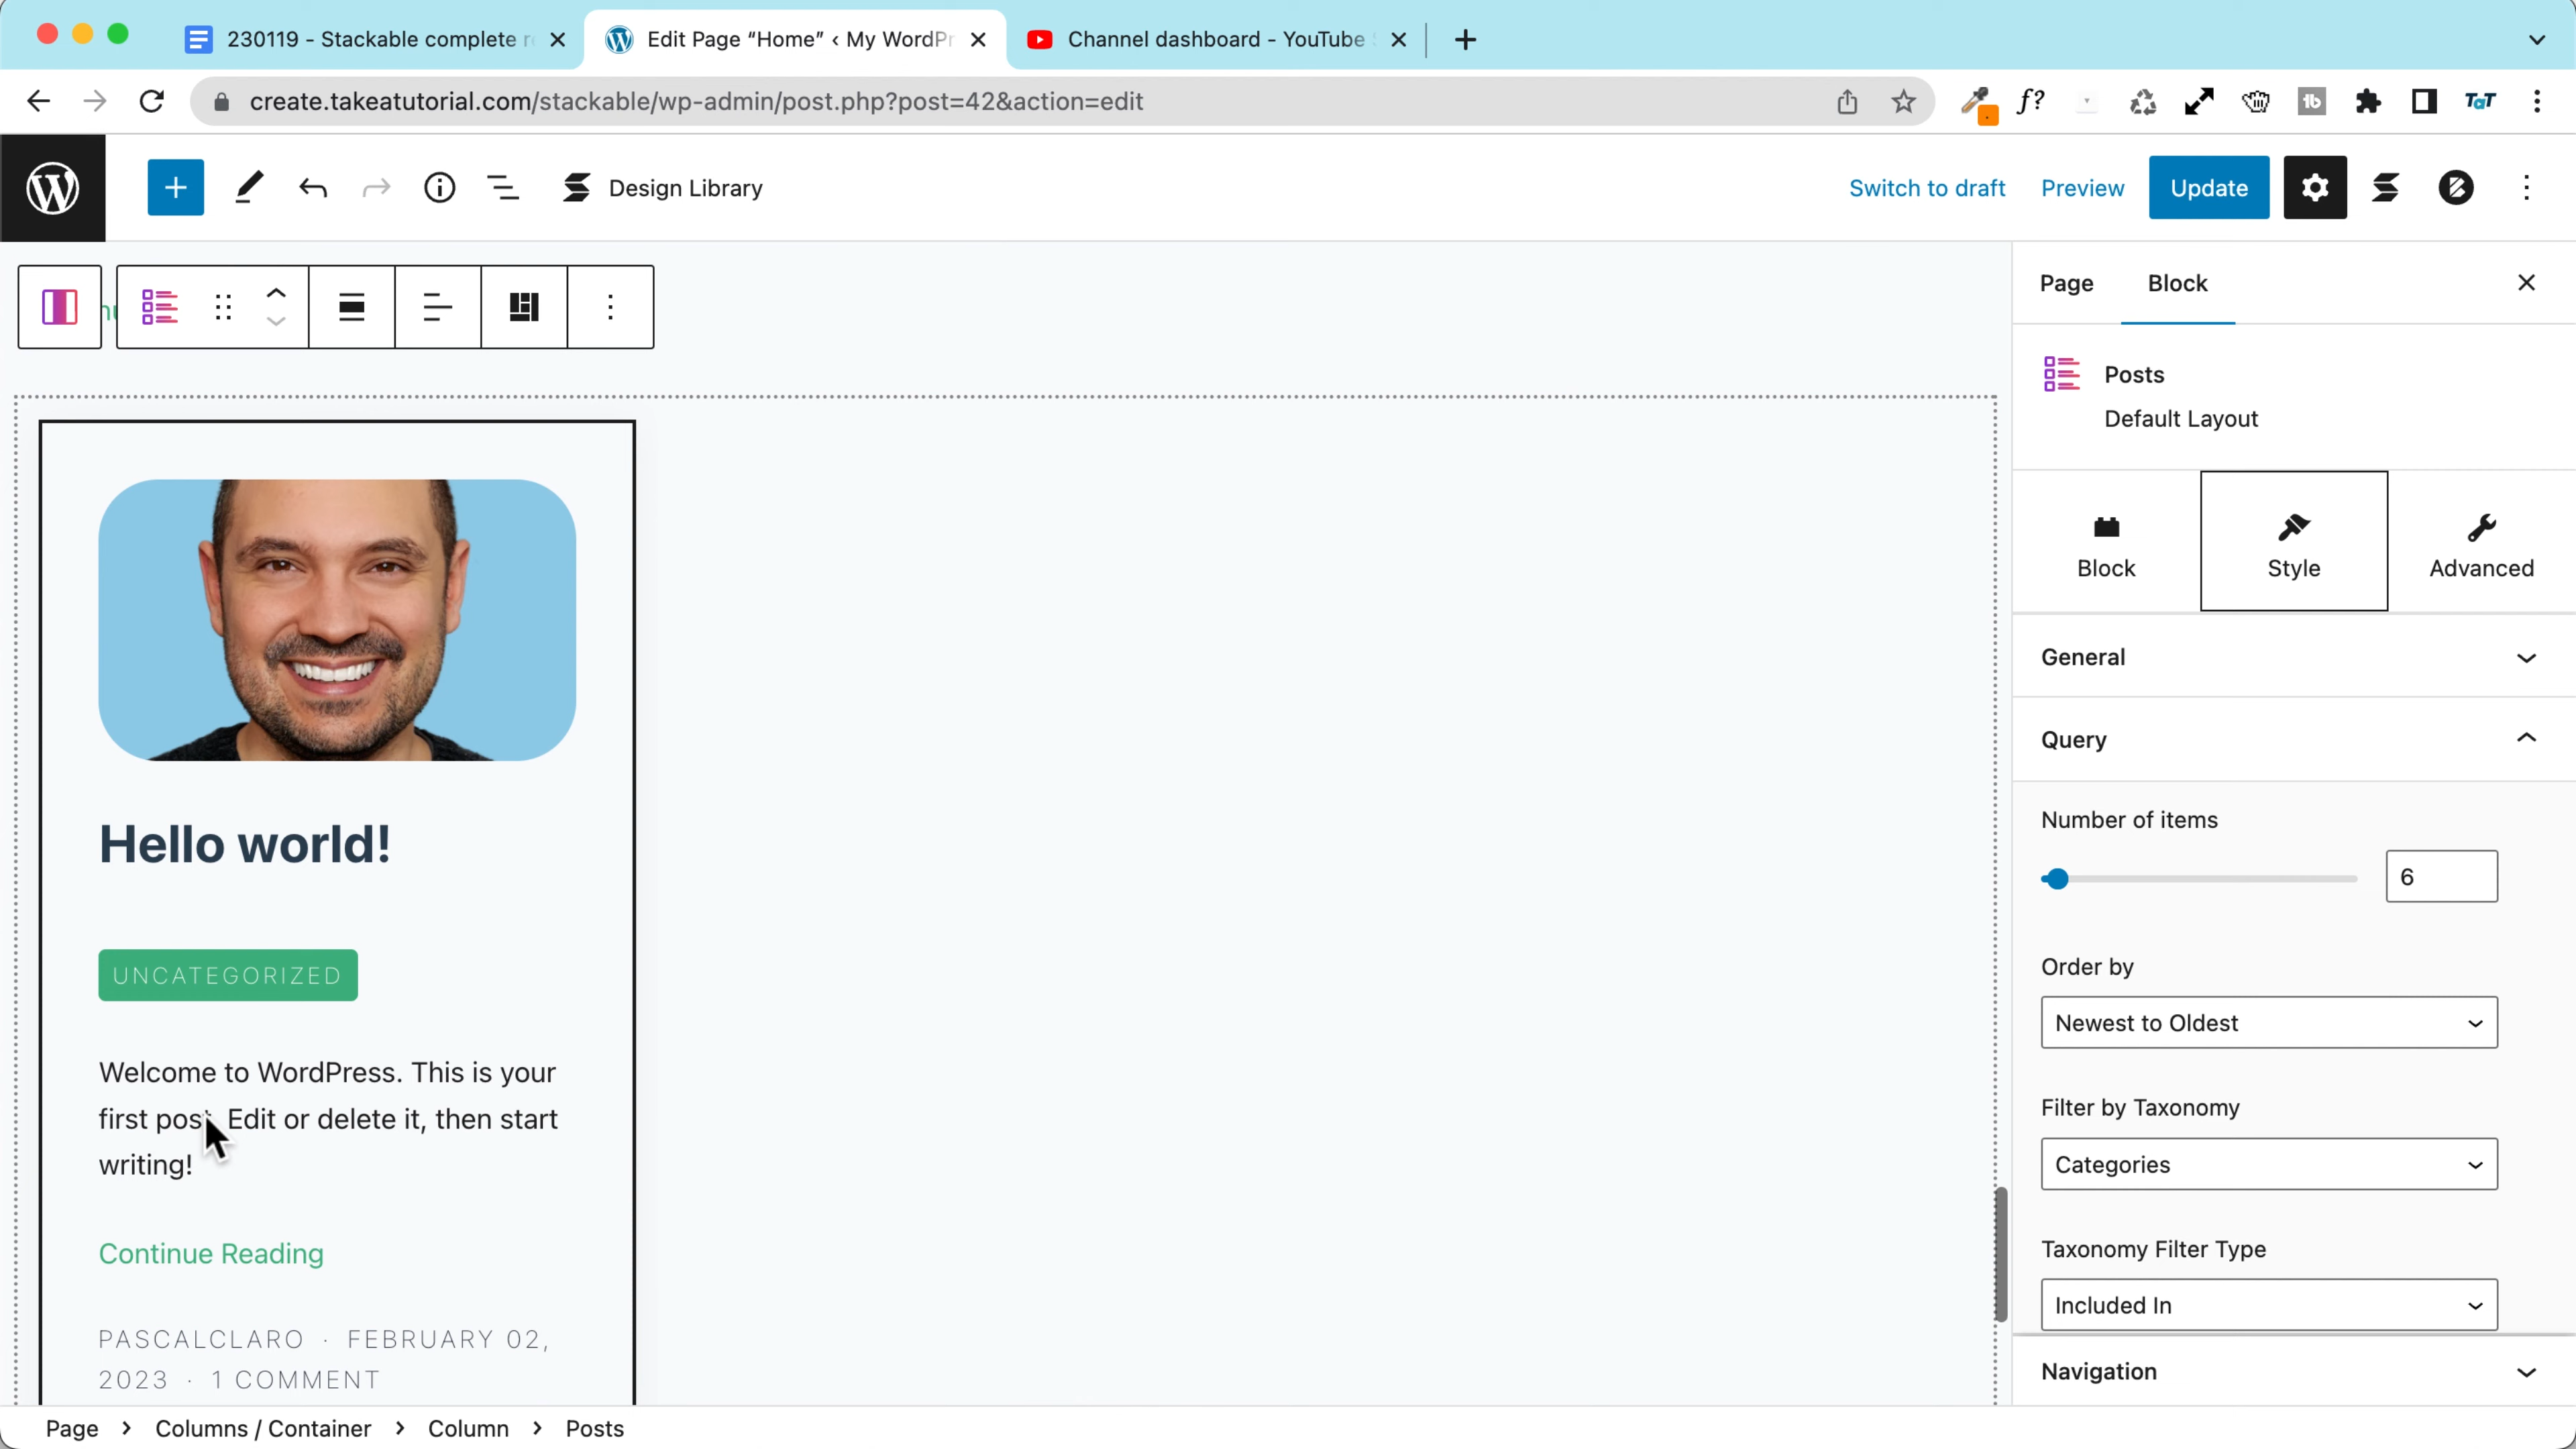 230119 - Stackable complete r
Edit Page “Home” ‹ My WordPr
Channel dashboard - YouTube
create.takeatutorial.com/stackable/wp-admin/post.php?post=42&action=edit
f?
tb
TaT
Design Library
Switch to draft
Preview
Update
Page
Block
Posts
Default Layout
Block
Style
Advanced
General
Query
Number of items
6
Order by
Newest to Oldest
Filter by Taxonomy
Categories
Taxonomy Filter Type
Included In
Navigation
Hello world!
UNCATEGORIZED
Welcome to WordPress. This is your
first post. Edit or delete it, then start
writing!
Continue Reading
PASCALCLARO · FEBRUARY 02,
2023 · 1 COMMENT
Page › Columns / Container › Column › Posts